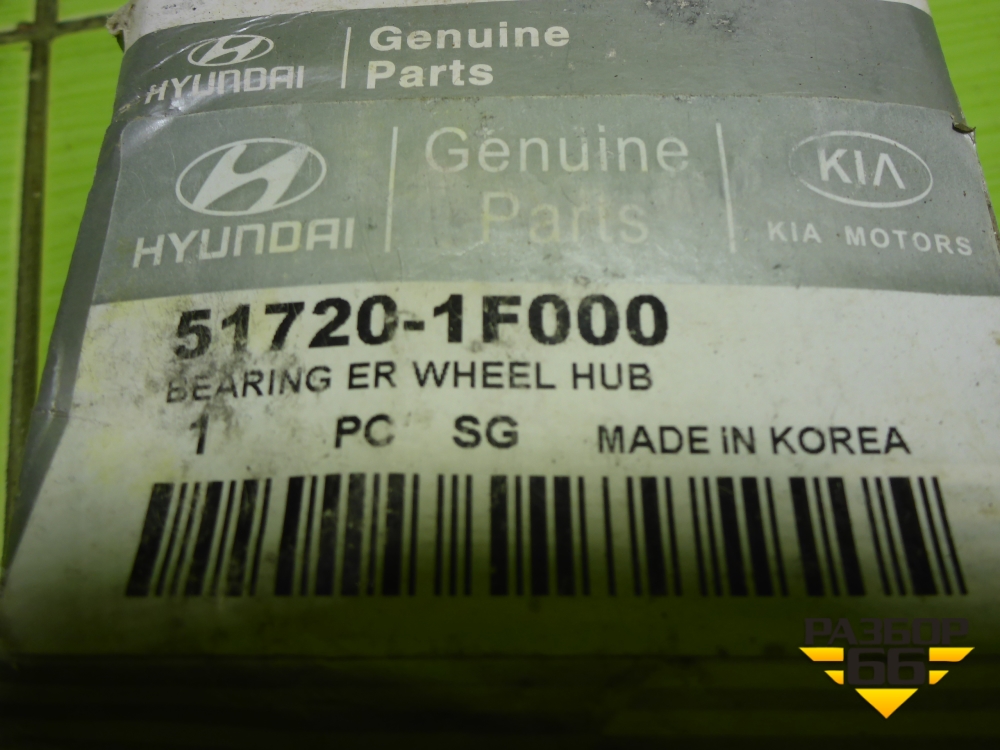 HYUNDAI
Genuine
Parts
HYUNDAI
Genuine
Parts
KIA
KIA MOTORS
51720-1F000
BEARING ER WHEEL HUB
1 PC SG MADE IN KOREA
РАЗБОР
66